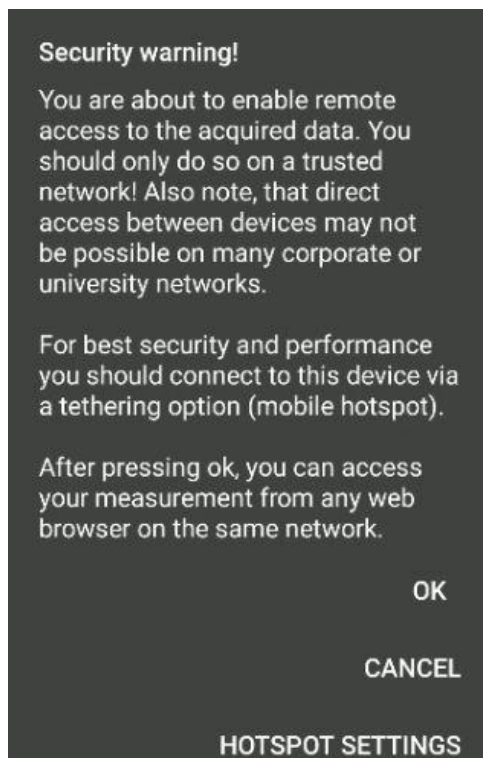 Security warning!
You are about to enable remote
access to the acquired data. You
should only do so on a trusted
network! Also note, that direct
access between devices may not
be possible on many corporate or
university networks.
For best security and performance
you should connect to this device via
a tethering option (mobile hotspot).
After pressing ok, you can access
your measurement from any web
browser on the same network.
OK
CANCEL
HOTSPOT SETTINGS